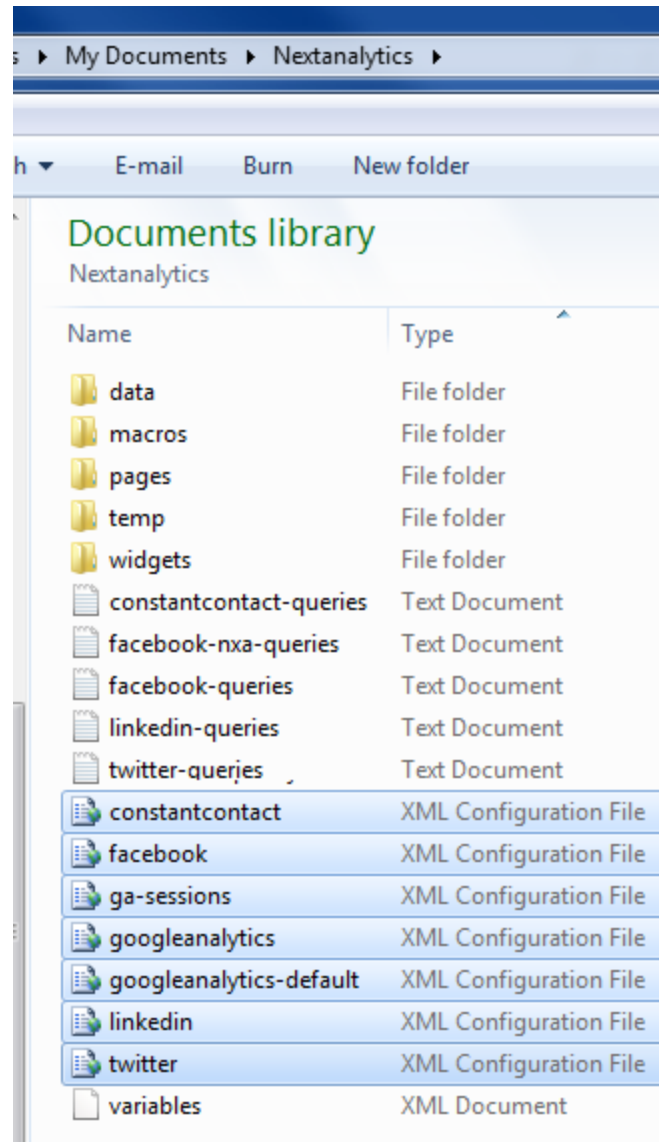 s ▸ My Documents ▸ Nextanalytics ▸
h ▾ E-mail Burn New folder
Documents library
Nextanalytics
Name Type
data File folder
macros File folder
pages File folder
temp File folder
widgets File folder
constantcontact-queries Text Document
facebook-nxa-queries Text Document
facebook-queries Text Document
linkedin-queries Text Document
twitter-queries Text Document
constantcontact XML Configuration File
facebook XML Configuration File
ga-sessions XML Configuration File
googleanalytics XML Configuration File
googleanalytics-default XML Configuration File
linkedin XML Configuration File
twitter XML Configuration File
variables XML Document